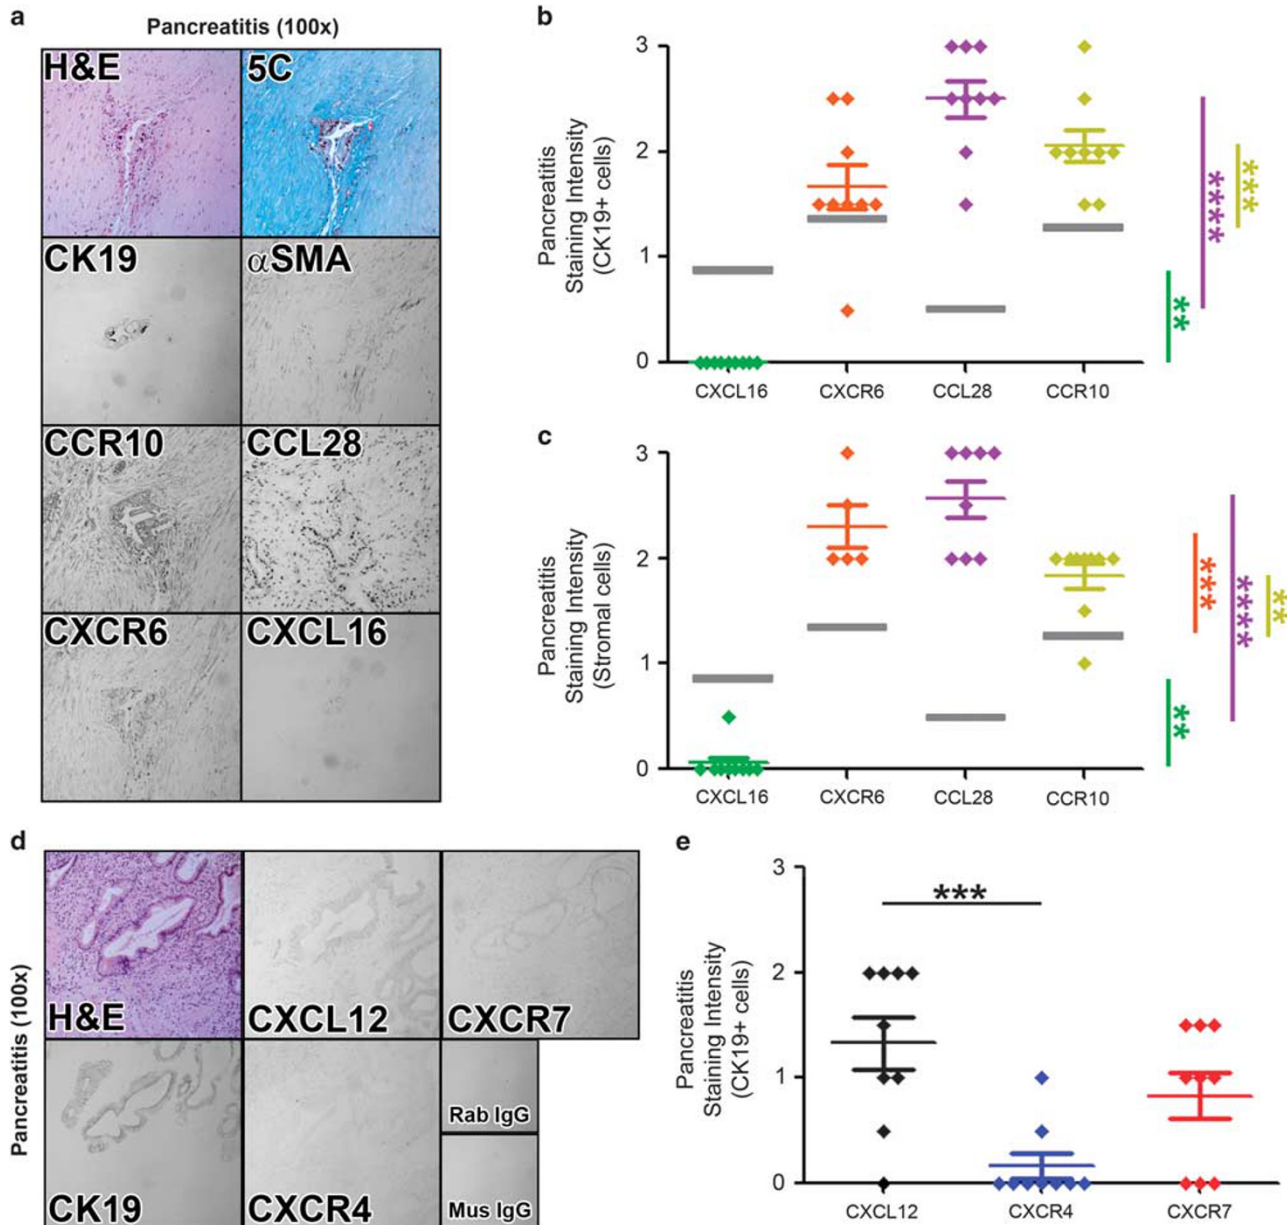 a
Pancreatitis (100x)
H&E
5C
CK19
αSMA
CCR10
CCL28
CXCR6
CXCL16
b
Pancreatitis
Staining Intensity
(CK19+ cells)
3
2
1
0
CXCL16
CXCR6
CCL28
CCR10
**
****
***
c
Pancreatitis
Staining Intensity
(Stromal cells)
3
2
1
0
CXCL16
CXCR6
CCL28
CCR10
**
***
****
**
d
Pancreatitis (100x)
H&E
CXCL12
CXCR7
CK19
CXCR4
Rab IgG
Mus IgG
e
Pancreatitis
Staining Intensity
(CK19+ cells)
3
2
1
0
***
CXCL12
CXCR4
CXCR7